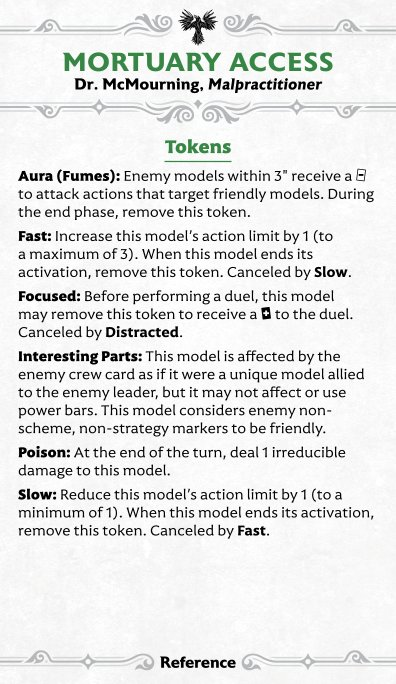 MORTUARY ACCESS
Dr. McMourning, Malpractitioner
Tokens
Aura (Fumes): Enemy models within 3" receive a ⊟
to attack actions that target friendly models. During
the end phase, remove this token.
Fast: Increase this model's action limit by 1 (to
a maximum of 3). When this model ends its
activation, remove this token. Canceled by Slow.
Focused: Before performing a duel, this model
may remove this token to receive a ⊞ to the duel.
Canceled by Distracted.
Interesting Parts: This model is affected by the
enemy crew card as if it were a unique model allied
to the enemy leader, but it may not affect or use
power bars. This model considers enemy non-
scheme, non-strategy markers to be friendly.
Poison: At the end of the turn, deal 1 irreducible
damage to this model.
Slow: Reduce this model's action limit by 1 (to a
minimum of 1). When this model ends its activation,
remove this token. Canceled by Fast.
Reference